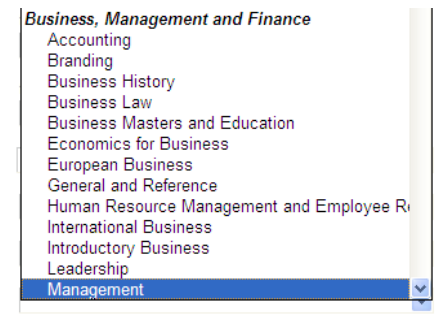 Business, Management and Finance
Accounting
Branding
Business History
Business Law
Business Masters and Education
Economics for Business
European Business
General and Reference
Human Resource Management and Employee Re
International Business
Introductory Business
Leadership
Management